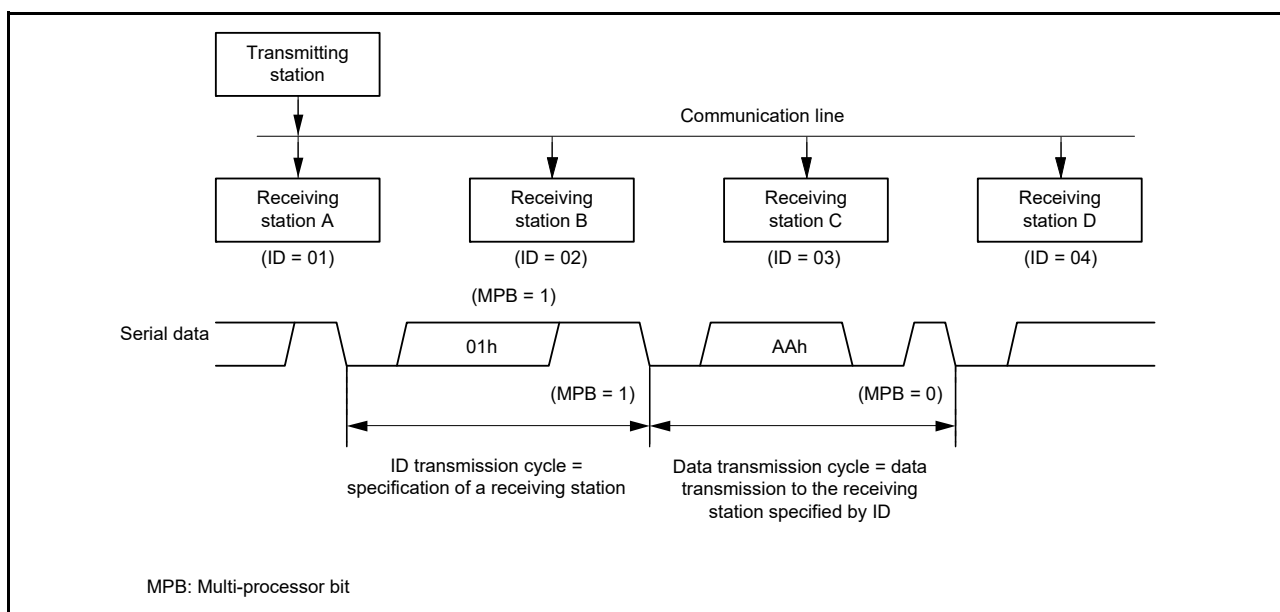 Transmitting
station
Communication line
Receiving
station A
Receiving
station B
Receiving
station C
Receiving
station D
(ID = 01)
(ID = 02)
(ID = 03)
(ID = 04)
(MPB = 1)
Serial data
01h
AAh
(MPB = 1)
(MPB = 0)
ID transmission cycle =
specification of a receiving station
Data transmission cycle = data
transmission to the receiving
station specified by ID
MPB: Multi-processor bit